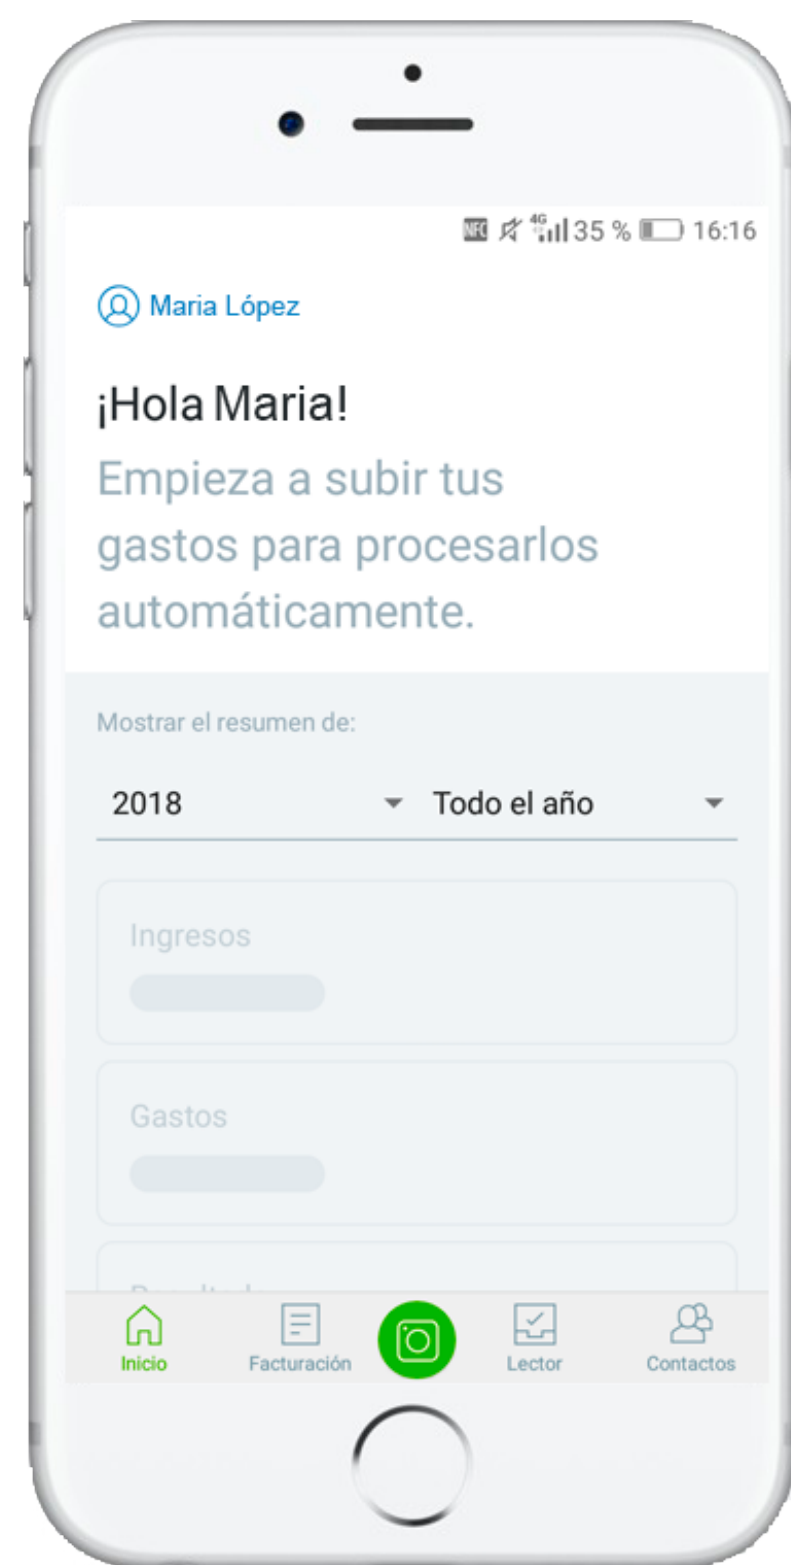 NFC 4G 35 % 16:16
Maria López
¡Hola Maria!
Empieza a subir tus
gastos para procesarlos
automáticamente.
Mostrar el resumen de:
2018 Todo el año
Ingresos
Gastos
Inicio Facturación Lector Contactos